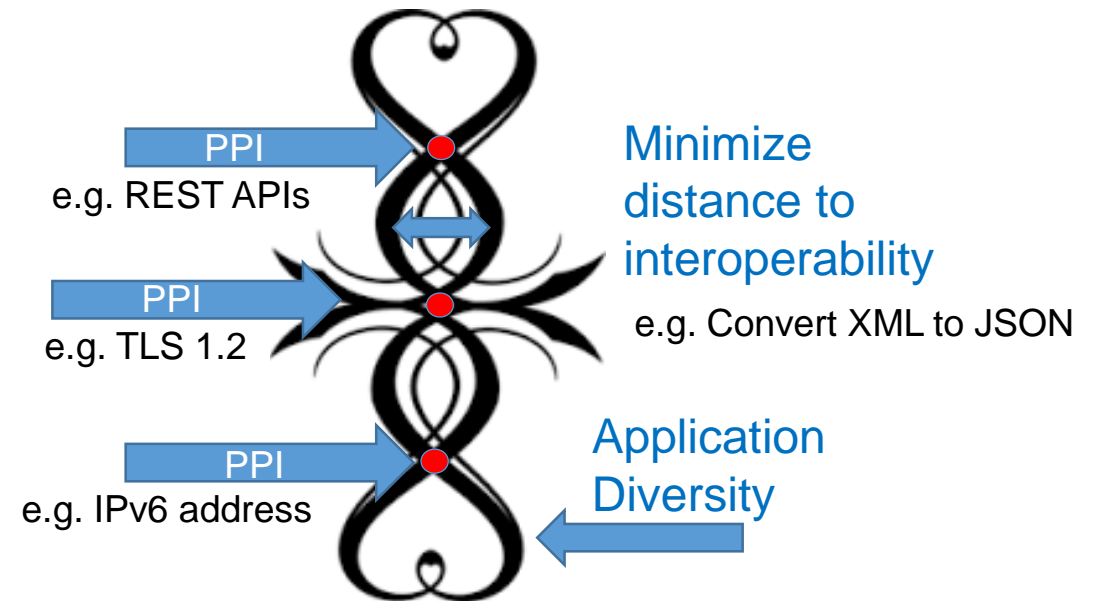 PPI
e.g. REST APIs
Minimize
distance to
interoperability
PPI
e.g. TLS 1.2
e.g. Convert XML to JSON
PPI
e.g. IPv6 address
Application
Diversity